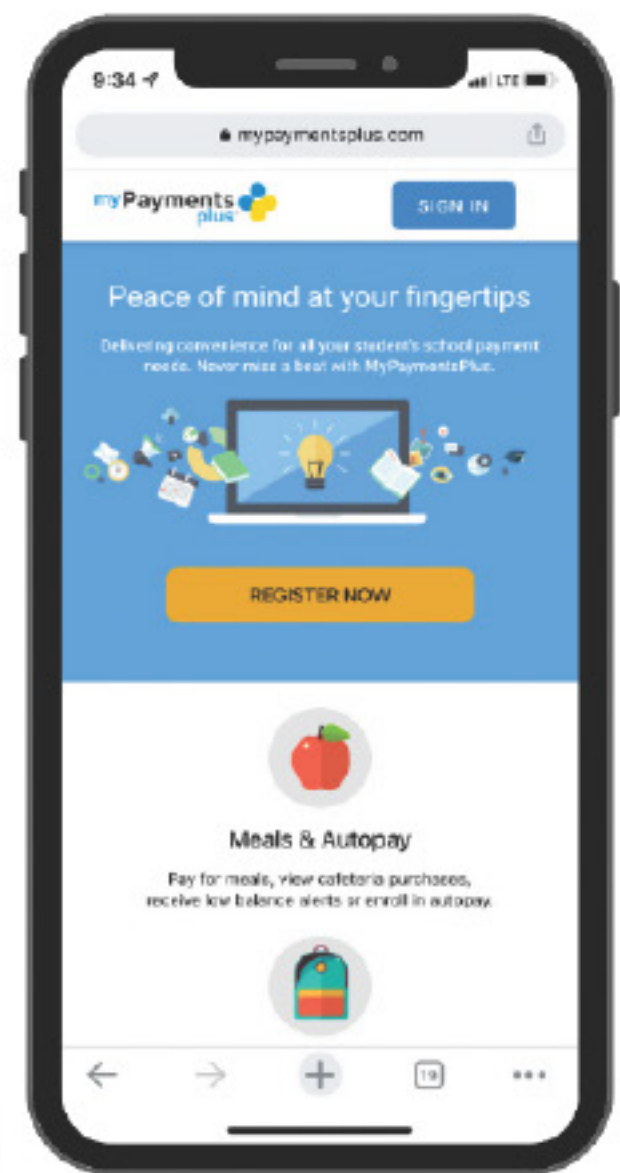 9:34
LTE
mypaymentsplus.com
myPayments
plus
SIGN IN
Peace of mind at your fingertips
Delivering convenience for all your student's school payment
needs. Never miss a beat with MyPaymentsPlus.
REGISTER NOW
Meals & Autopay
Pay for meals, view cafeteria purchases,
receive low balance alerts or enroll in autopay.
19